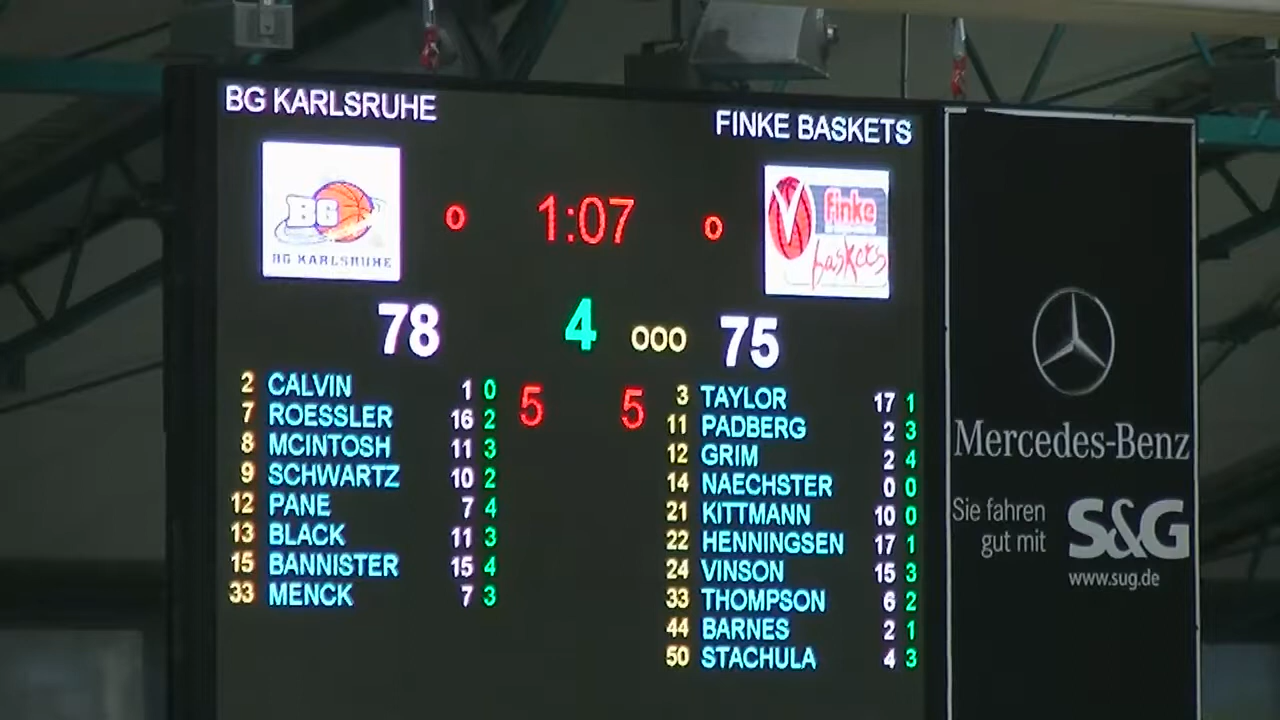 BG KARLSRUHE
FINKE BASKETS
BG
BG KARLSRUHE
O 1:07 O
finke
baskets
78 4 OOO 75
5 5
2 CALVIN 1 0
7 ROESSLER 16 2
8 MCINTOSH 11 3
9 SCHWARTZ 10 2
12 PANE 7 4
13 BLACK 11 3
15 BANNISTER 15 4
33 MENCK 7 3
3 TAYLOR 17 1
11 PADBERG 2 3
12 GRIM 2 4
14 NAECHSTER 0 0
21 KITTMANN 10 0
22 HENNINGSEN 17 1
24 VINSON 15 3
33 THOMPSON 6 2
44 BARNES 2 1
50 STACHULA 4 3
Mercedes-Benz
Sie fahren
gut mit
S&G
www.sug.de